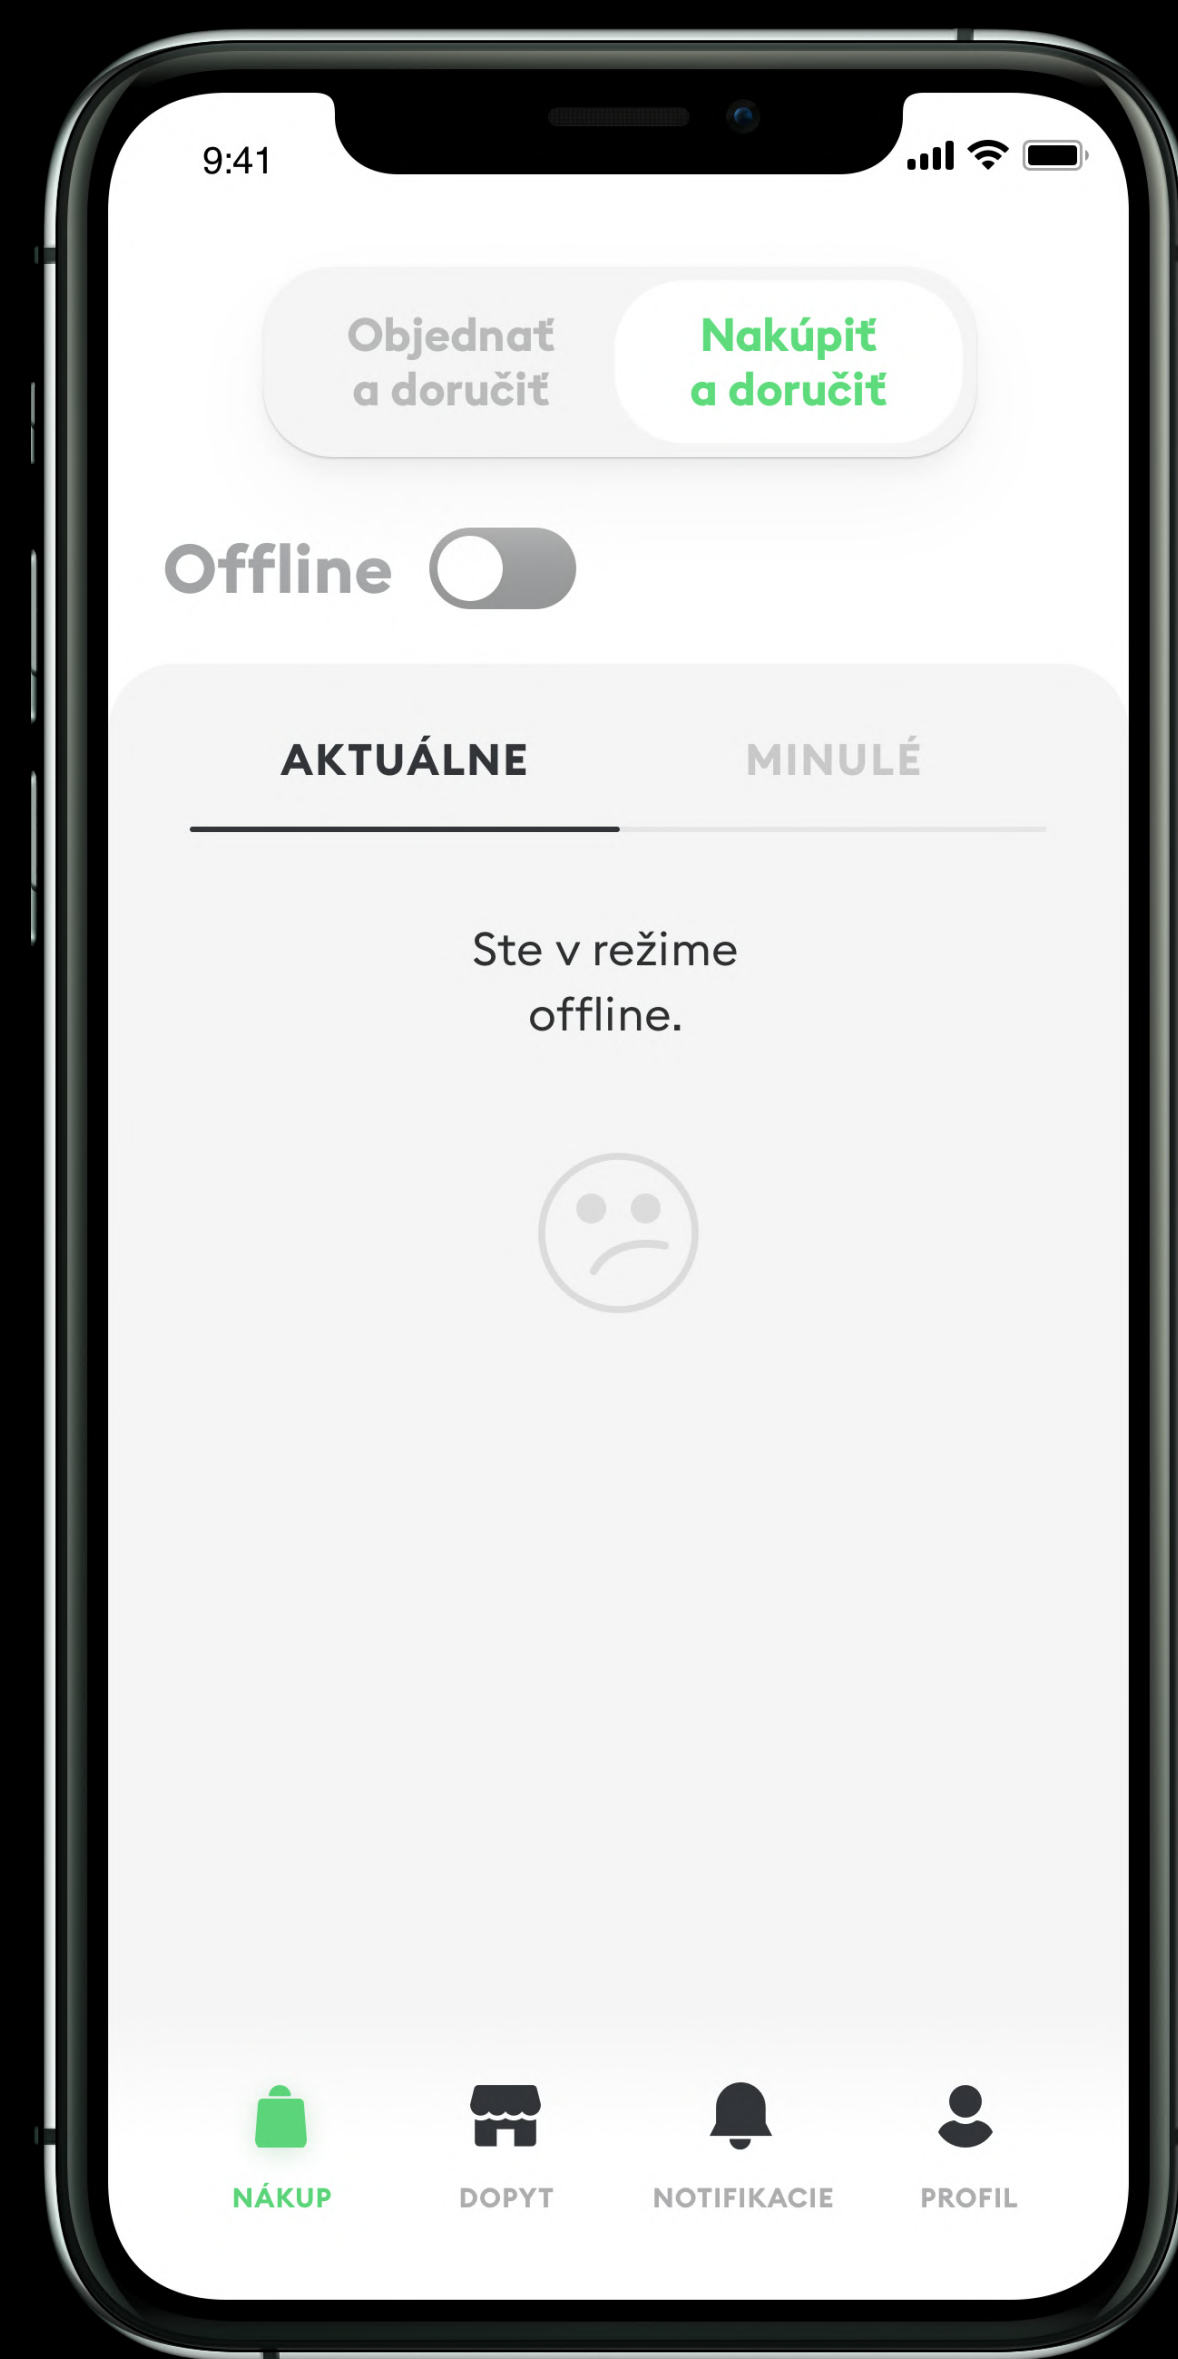 9:41
Objednať
a doručiť
Nakúpiť
a doručiť
Offline
AKTUÁLNE
MINULÉ
Ste v režime
offline.
NÁKUP
DOPYT
NOTIFIKACIE
PROFIL